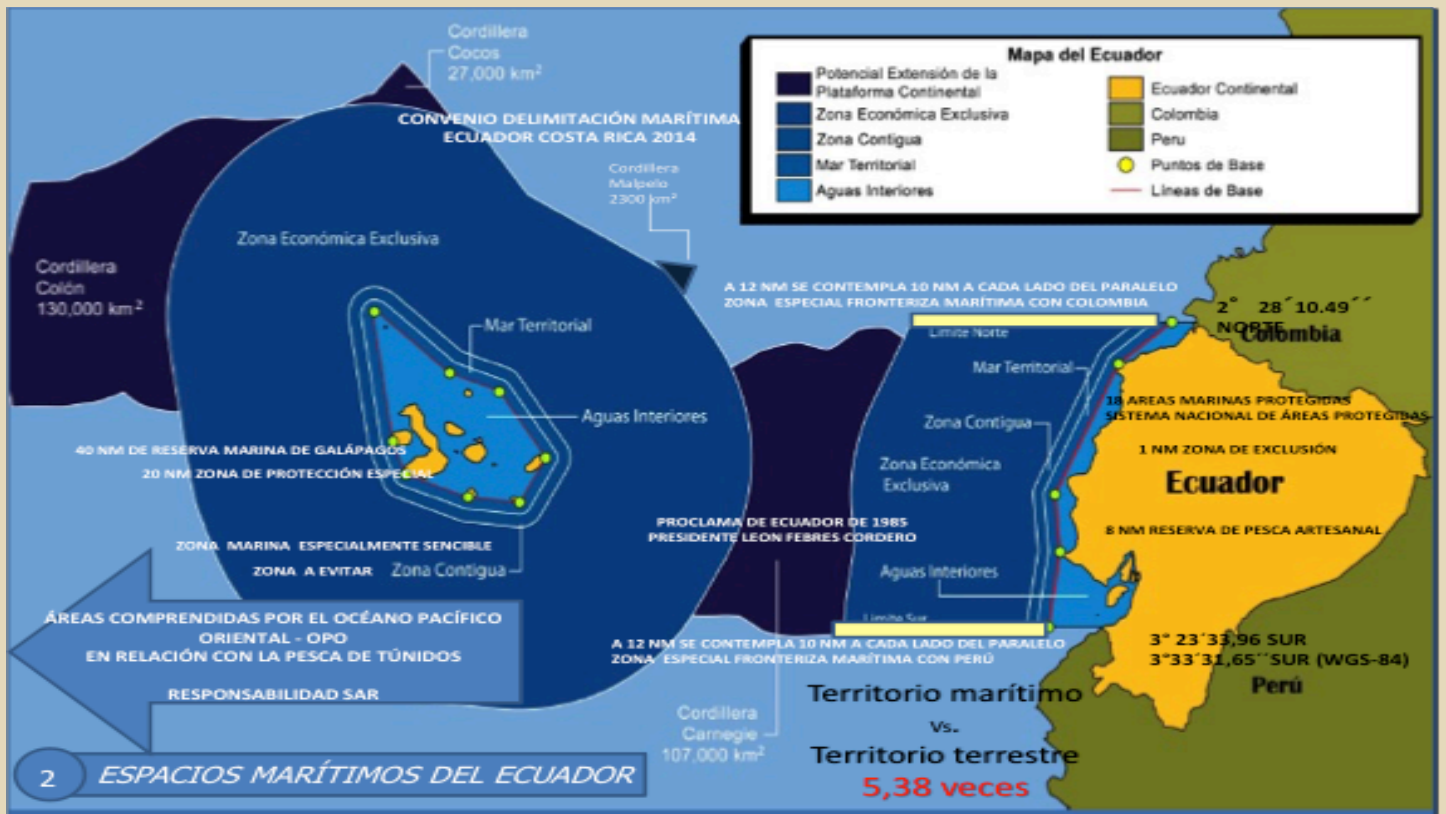 Cordillera
Cocos
27,000 km²
CONVENIO DELIMITACIÓN MARÍTIMA
ECUADOR COSTA RICA 2014
Mapa del Ecuador
Potencial Extensión de la
Plataforma Continental
Zona Económica Exclusiva
Zona Contigua
Mar Territorial
Aguas Interiores
Ecuador Continental
Colombia
Peru
Puntos de Base
Líneas de Base
Cordillera
Malpelo
2300 km²
Zona Económica Exclusiva
Cordillera
Colón
130,000 km²
Mar Territorial
Aguas Interiores
40 NM DE RESERVA MARINA DE GALÁPAGOS
20 NM ZONA DE PROTECCIÓN ESPECIAL
ZONA MARINA ESPECIALMENTE SENCIBLE
ZONA A EVITAR
Zona Contigua
A 12 NM SE CONTEMPLA 10 NM A CADA LADO DEL PARALELO
ZONA ESPECIAL FRONTERIZA MARÍTIMA CON COLOMBIA
Limite Norte
2° 28´10.49´´
NORTE
Colombia
Mar Territorial
Zona Contigua
Zona Económica
Exclusiva
18 AREAS MARINAS PROTEGIDAS
SISTEMA NACIONAL DE ÁREAS PROTEGIDAS
1 NM ZONA DE EXCLUSIÓN
Ecuador
8 NM RESERVA DE PESCA ARTESANAL
PROCLAMA DE ECUADOR DE 1985
PRESIDENTE LEON FEBRES CORDERO
Aguas Interiores
Limite Sur
A 12 NM SE CONTEMPLA 10 NM A CADA LADO DEL PARALELO
ZONA ESPECIAL FRONTERIZA MARÍTIMA CON PERÚ
3° 23´33,96 SUR
3°33´31,65´´SUR (WGS-84)
Perú
ÁREAS COMPRENDIDAS POR EL OCÉANO PACÍFICO
ORIENTAL - OPO
EN RELACIÓN CON LA PESCA DE TÚNIDOS
RESPONSABILIDAD SAR
Cordillera
Carnegie
107,000 km²
Territorio marítimo
Vs.
Territorio terrestre
5,38 veces
2
ESPACIOS MARÍTIMOS DEL ECUADOR